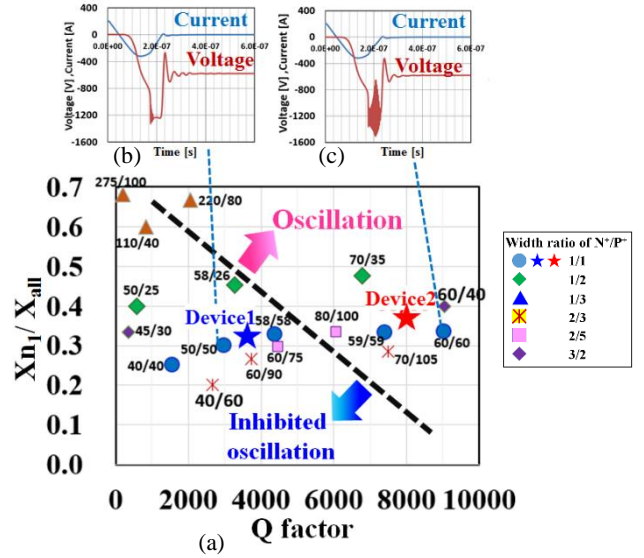 Current
0.0E+00 2.0E-07 4.0E-07 6.0E-07
Voltage
Voltage [V] ,Current [A]
400
0
-400
-800
-1200
-1600
Time [s]
(b)
Current
0.0E+00 2.0E-07 4.0E-07 6.0E-07
Voltage
Voltage [V] ,Current [A]
400
0
-400
-800
-1200
-1600
Time [s]
(c)
Xn1/ Xall
0.7
0.6
0.5
0.4
0.3
0.2
0.1
0.0
275/100
220/80
110/40
Oscillation
58/26
70/35
50/25
Device2
60/40
Device1
58/58
80/100
45/30
50/50
59/59
60/60
40/40
60/75
70/105
60/90
40/60
Inhibited
oscillation
0 2000 4000 6000 8000 10000
Q factor
(a)
Width ratio of N+/P+
1/1
1/2
1/3
2/3
2/5
3/2